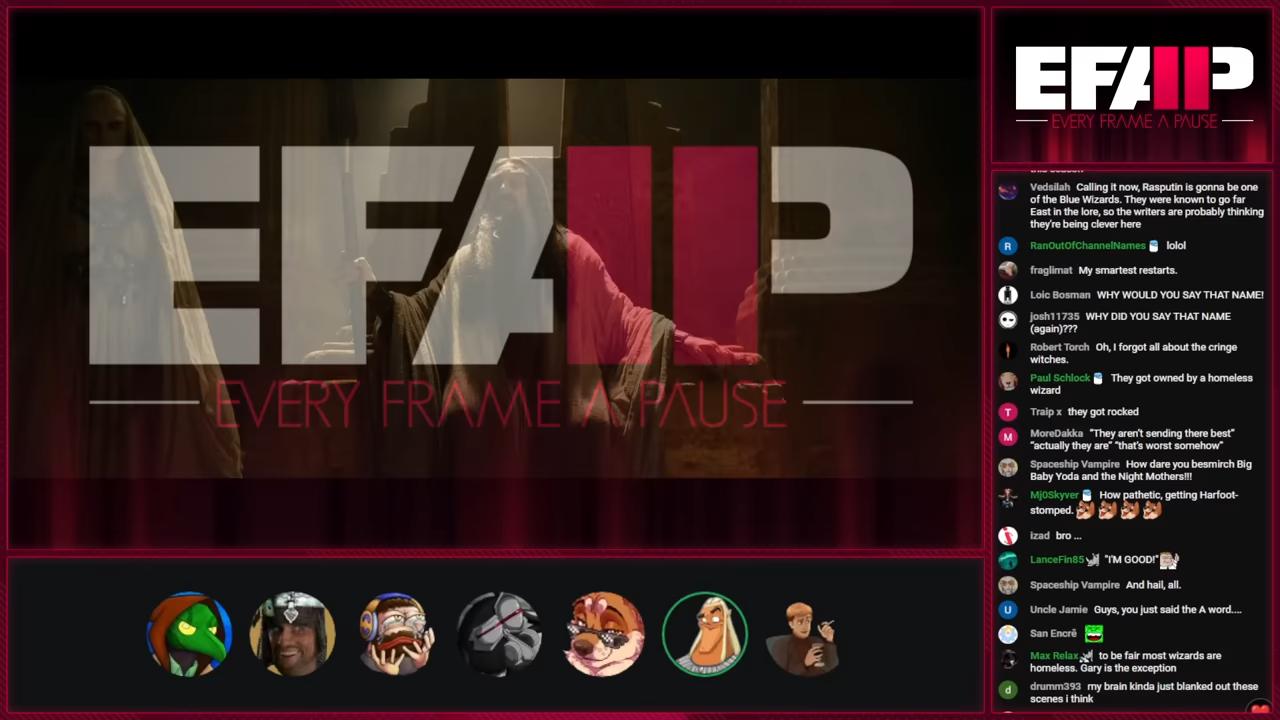 EFAP
EVERY FRAME A PAUSE
EFAP
EVERY FRAME A PAUSE
Vedsilah Calling it now, Rasputin is gonna be one
of the Blue Wizards. They were known to go far
East in the lore, so the writers are probably thinking
they're being clever here
R
RanOutOfChannelNames lolol
fraglimat My smartest restarts.
Loic Bosman WHY WOULD YOU SAY THAT NAME!
josh11735 WHY DID YOU SAY THAT NAME
(again)???
Robert Torch Oh, I forgot all about the cringe
witches.
Paul Schlock They got owned by a homeless
wizard
T
Traip x they got rocked
M
MoreDakka "They aren't sending there best"
"actually they are" "that's worst somehow"
Spaceship Vampire How dare you besmirch Big
Baby Yoda and the Night Mothers!!!
Mj0Skyver How pathetic, getting Harfoot-
stomped.
izad bro ...
LanceFin85 "I'M GOOD!"
Spaceship Vampire And hail, all.
U
Uncle Jamie Guys, you just said the A word....
San Encrē
Max Relax to be fair most wizards are
homeless. Gary is the exception
d
drumm393 my brain kinda just blanked out these
scenes i think